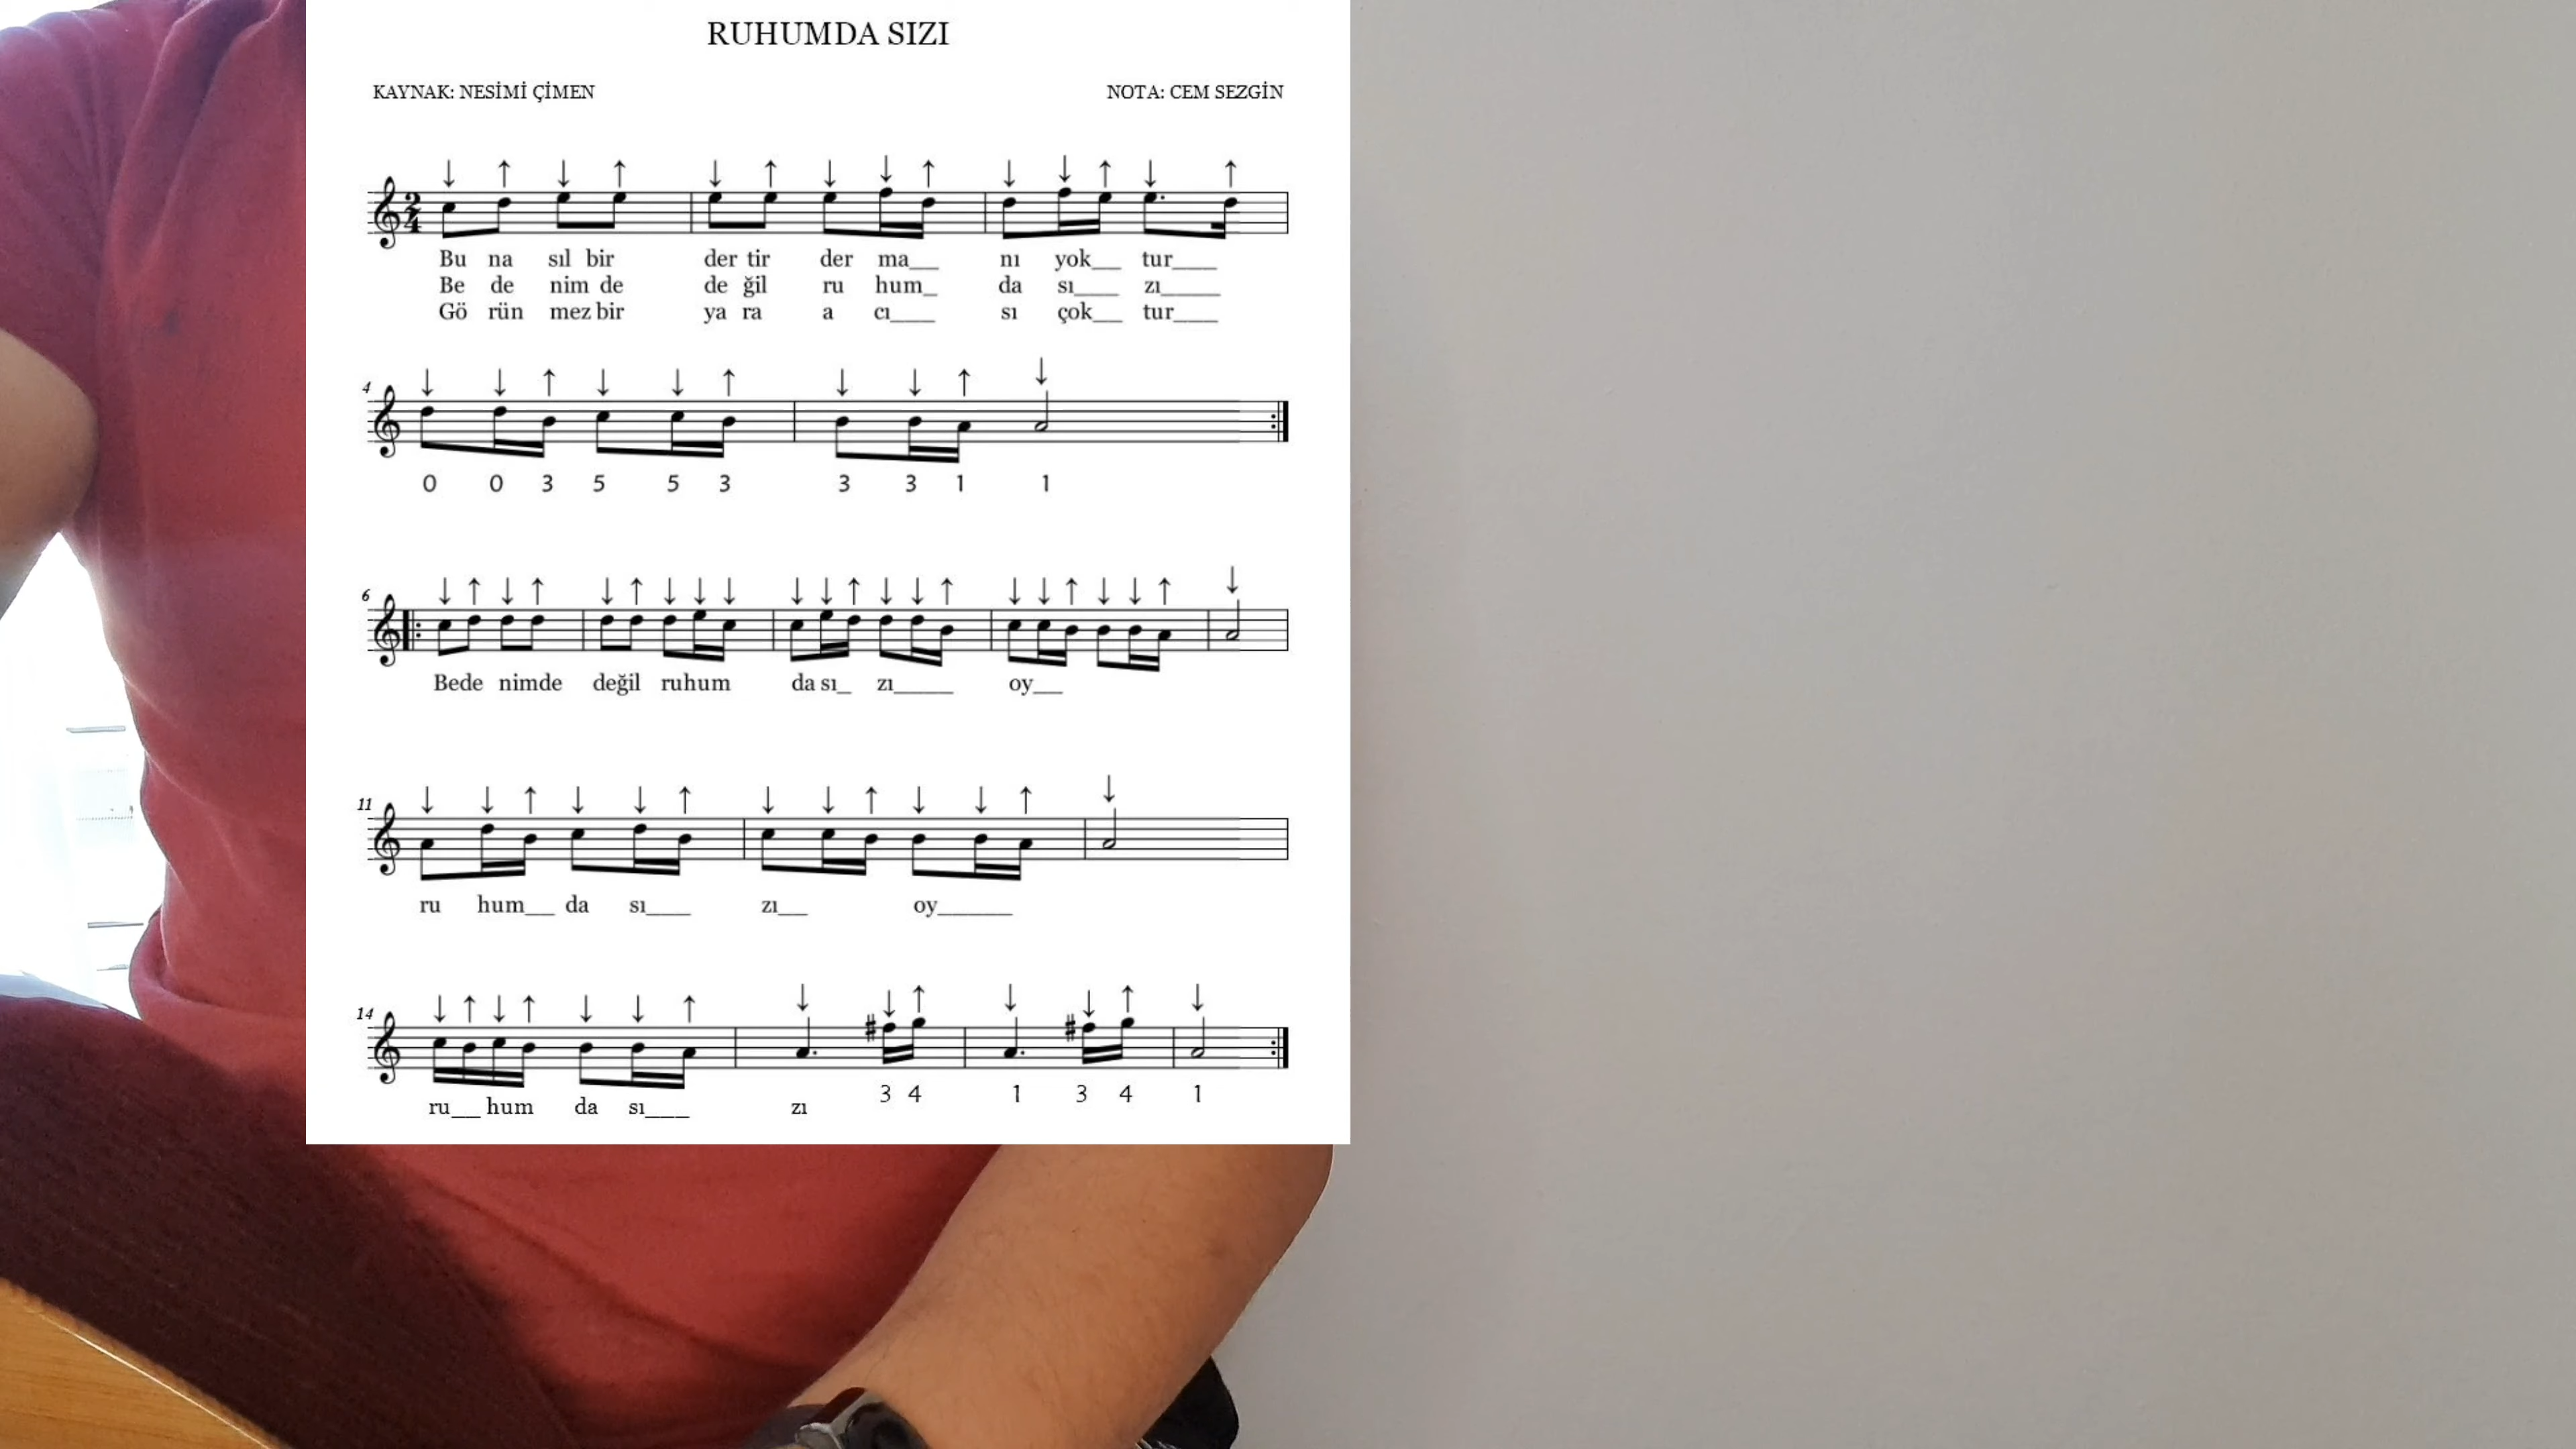 RUHUMDA SIZI
KAYNAK: NESİMİ ÇİMEN NOTA: CEM SEZGİN
2
4
Bu na sıl bir der tir der ma__ nı yok__ tur___
Be de nim de de ğil ru hum_ da sı___ zı____
Gö rün mez bir ya ra a cı___ sı çok__ tur___
4
0 0 3 5 5 3 3 3 1 1
6
Bede nimde değil ruhum da sı_ zı____ oy__
11
ru hum__ da sı___ zı__ oy_____
14
3 4 1 3 4 1
ru__ hum da sı___ zı